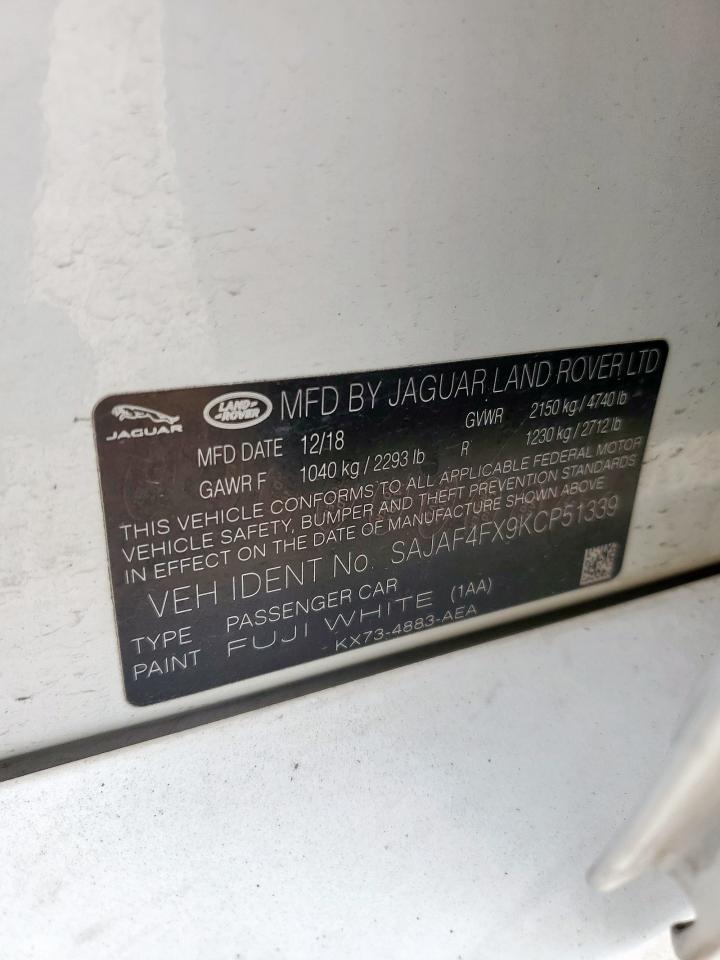 JAGUAR LAND ROVER MFD BY JAGUAR LAND ROVER LTD
MFD DATE 12/18 GVWR 2150 kg / 4740 lb
GAWR F 1040 kg / 2293 lb R 1230 kg / 2712 lb
THIS VEHICLE CONFORMS TO ALL APPLICABLE FEDERAL MOTOR
VEHICLE SAFETY, BUMPER AND THEFT PREVENTION STANDARDS
IN EFFECT ON THE DATE OF MANUFACTURE SHOWN ABOVE.
VEH IDENT No. SAJAF4FX9KCP51339
TYPE PASSENGER CAR
PAINT FUJI WHITE (1AA)
KX73-4883-AEA